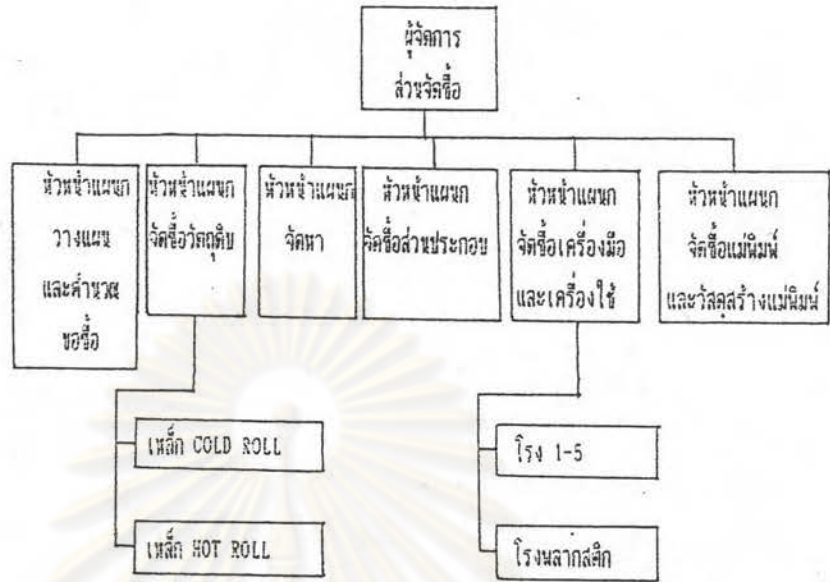 ผู้จัดการ
ส่วนจัดซื้อ
หัวหน้าแผนก
วางแผน
และคำนวณ
ขอซื้อ
หัวหน้าแผนก
จัดซื้อวัตถุดิบ
หัวหน้าแผนก
จัดหา
หัวหน้าแผนก
จัดซื้อส่วนประกอบ
หัวหน้าแผนก
จัดซื้อเครื่องมือ
และเครื่องใช้
หัวหน้าแผนก
จัดซื้อแม่พิมพ์
และวัสดุสร้างแม่พิมพ์
เหล็ก COLD ROLL
เหล็ก HOT ROLL
โรง 1-5
โรงพลาสติก